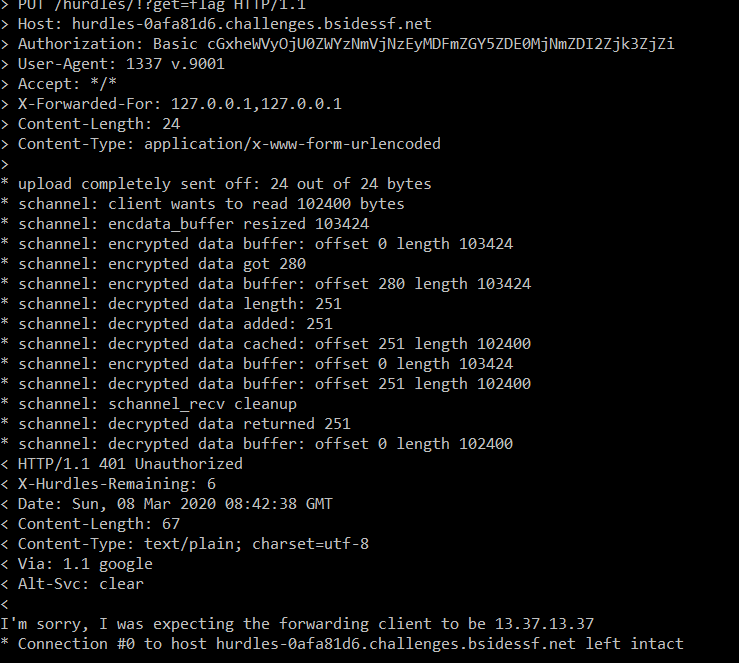 > PUT /hurdles/!?get=flag HTTP/1.1
> Host: hurdles-0afa81d6.challenges.bsidessf.net
> Authorization: Basic cGxheWVyOjU0ZWYzNmVjNzEyMDFmZGY5ZDE0MjNmZDI2Zjk3ZjZi
> User-Agent: 1337 v.9001
> Accept: */*
> X-Forwarded-For: 127.0.0.1,127.0.0.1
> Content-Length: 24
> Content-Type: application/x-www-form-urlencoded
>
* upload completely sent off: 24 out of 24 bytes
* schannel: client wants to read 102400 bytes
* schannel: encdata_buffer resized 103424
* schannel: encrypted data buffer: offset 0 length 103424
* schannel: encrypted data got 280
* schannel: encrypted data buffer: offset 280 length 103424
* schannel: decrypted data length: 251
* schannel: decrypted data added: 251
* schannel: decrypted data cached: offset 251 length 102400
* schannel: encrypted data buffer: offset 0 length 103424
* schannel: decrypted data buffer: offset 251 length 102400
* schannel: schannel_recv cleanup
* schannel: decrypted data returned 251
* schannel: decrypted data buffer: offset 0 length 102400
< HTTP/1.1 401 Unauthorized
< X-Hurdles-Remaining: 6
< Date: Sun, 08 Mar 2020 08:42:38 GMT
< Content-Length: 67
< Content-Type: text/plain; charset=utf-8
< Via: 1.1 google
< Alt-Svc: clear
<
I'm sorry, I was expecting the forwarding client to be 13.37.13.37
* Connection #0 to host hurdles-0afa81d6.challenges.bsidessf.net left intact